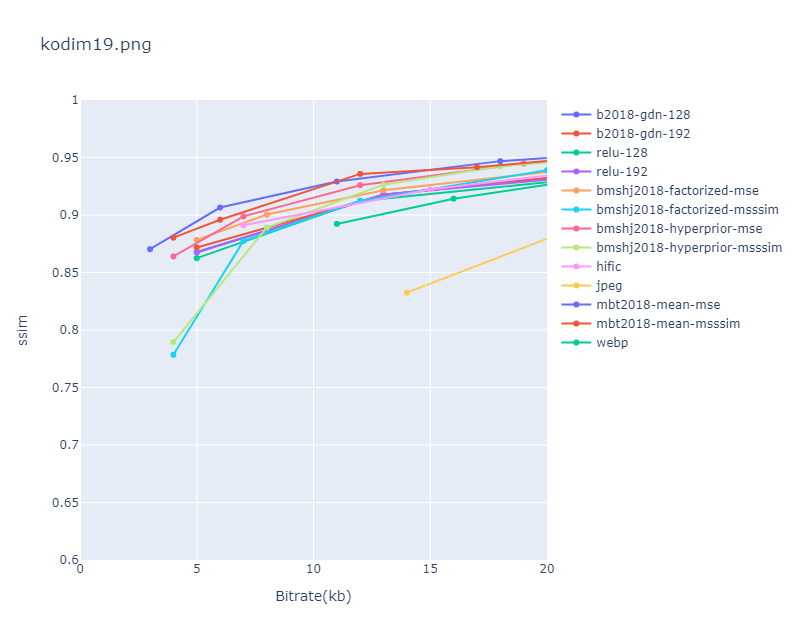 kodim19.png
1
0.95
0.9
0.85
0.8
0.75
0.7
0.65
0.6
0
5
10
15
20
ssim
Bitrate(kb)
b2018-gdn-128
b2018-gdn-192
relu-128
relu-192
bmshj2018-factorized-mse
bmshj2018-factorized-msssim
bmshj2018-hyperprior-mse
bmshj2018-hyperprior-msssim
hific
jpeg
mbt2018-mean-mse
mbt2018-mean-msssim
webp